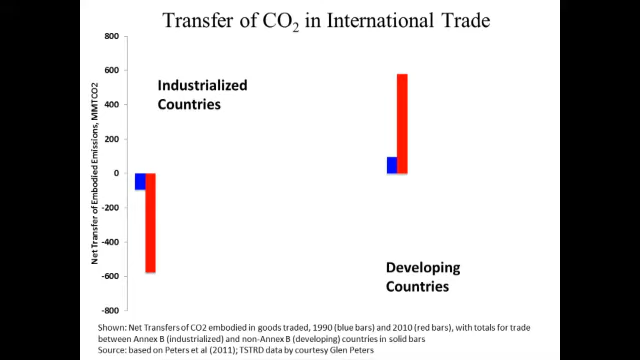 Transfer of CO2 in International Trade
800
600
400
200
0
-200
-400
-600
-800
Net Transfer of Embodied Emissions, MMTCO2
Industrialized
Countries
Developing
Countries
Shown: Net Transfers of CO2 embodied in goods traded, 1990 (blue bars) and 2010 (red bars), with totals for trade
between Annex B (industrialized) and non-Annex B (developing) countries in solid bars
Source: based on Peters et al (2011); TSTRD data by courtesy Glen Peters